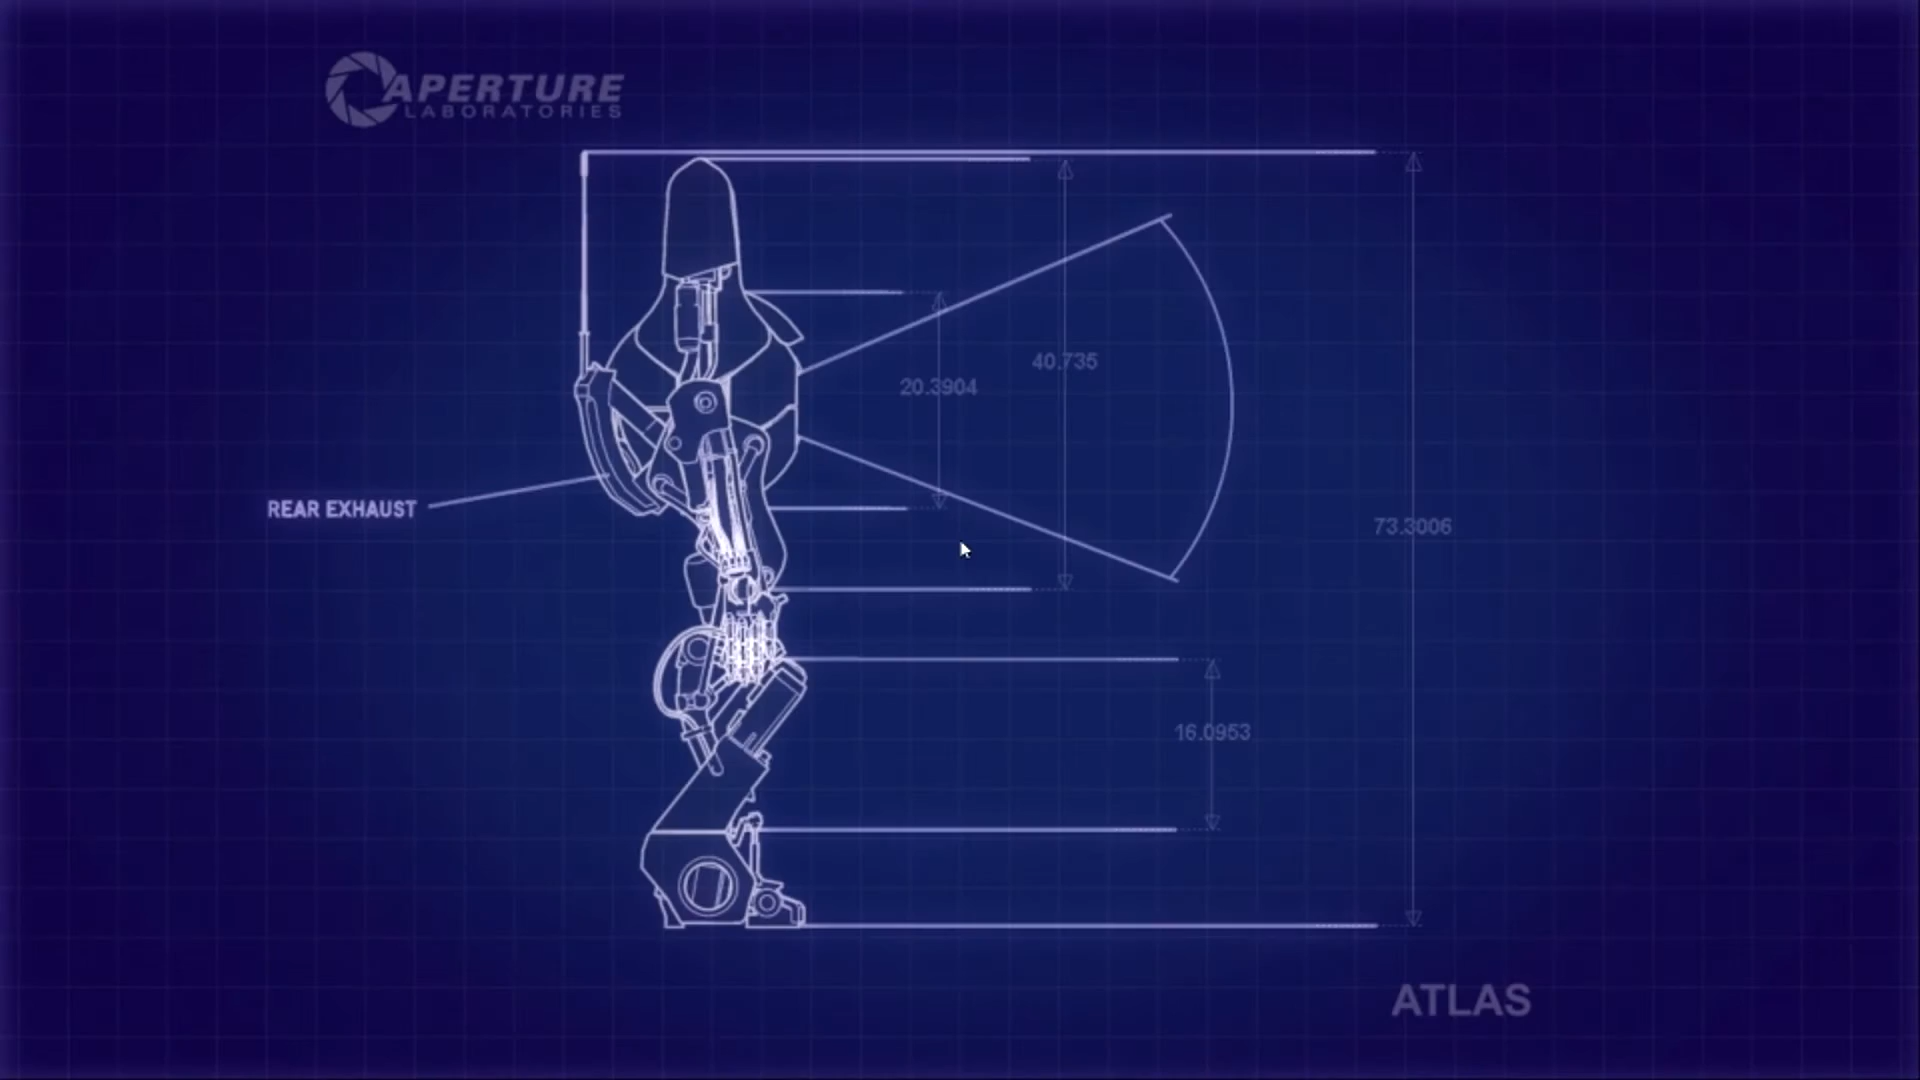 APERTURE
LABORATORIES
40.735
20.3904
REAR EXHAUST
73.3006
16.0953
ATLAS